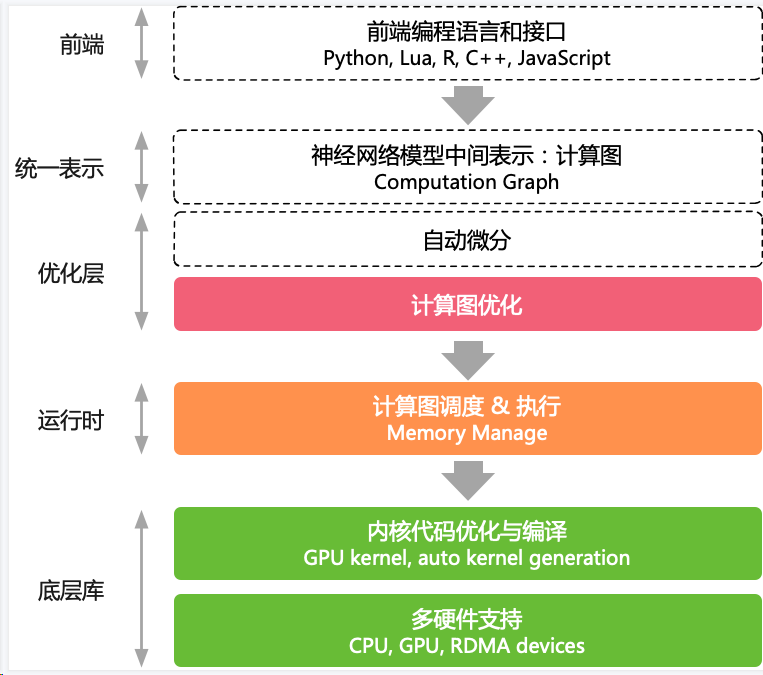 前端
前端编程语言和接口
Python, Lua, R, C++, JavaScript
统一表示
神经网络模型中间表示：计算图
Computation Graph
优化层
自动微分
计算图优化
运行时
计算图调度 & 执行
Memory Manage
底层库
内核代码优化与编译
GPU kernel, auto kernel generation
多硬件支持
CPU, GPU, RDMA devices